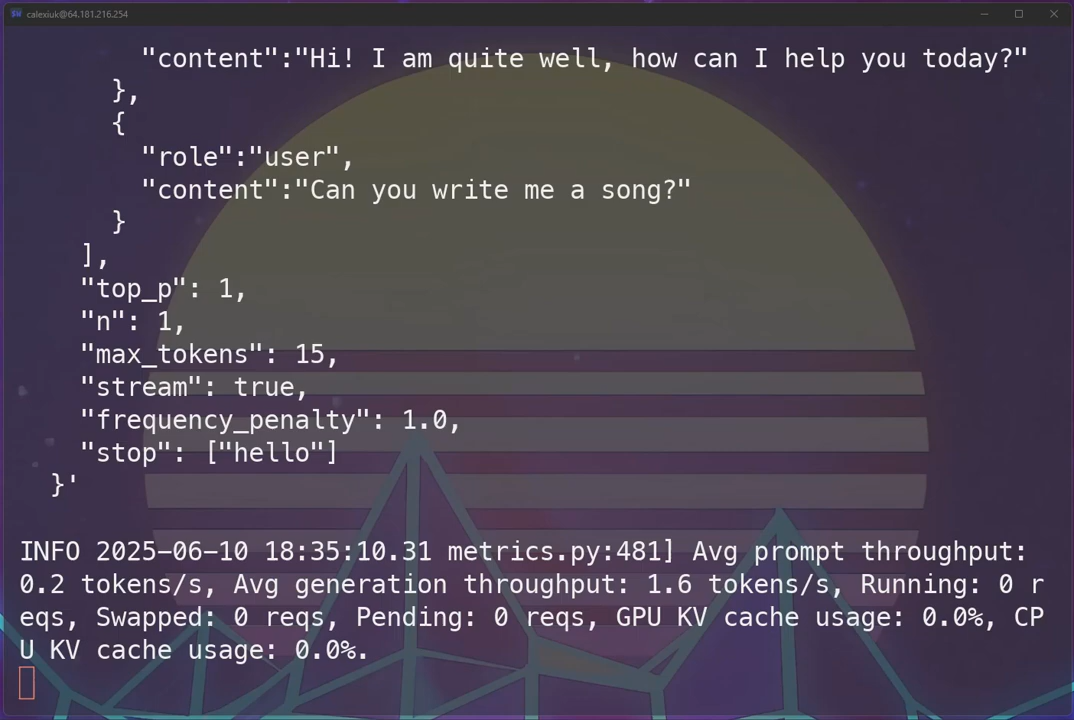 calexiuk@64.181.216.254
"content":"Hi! I am quite well, how can I help you today?"
},
{
"role":"user",
"content":"Can you write me a song?"
}
],
"top_p": 1,
"n": 1,
"max_tokens": 15,
"stream": true,
"frequency_penalty": 1.0,
"stop": ["hello"]
}'
INFO 2025-06-10 18:35:10.31 metrics.py:481] Avg prompt throughput:
0.2 tokens/s, Avg generation throughput: 1.6 tokens/s, Running: 0 r
eqs, Swapped: 0 reqs, Pending: 0 reqs, GPU KV cache usage: 0.0%, CP
U KV cache usage: 0.0%.